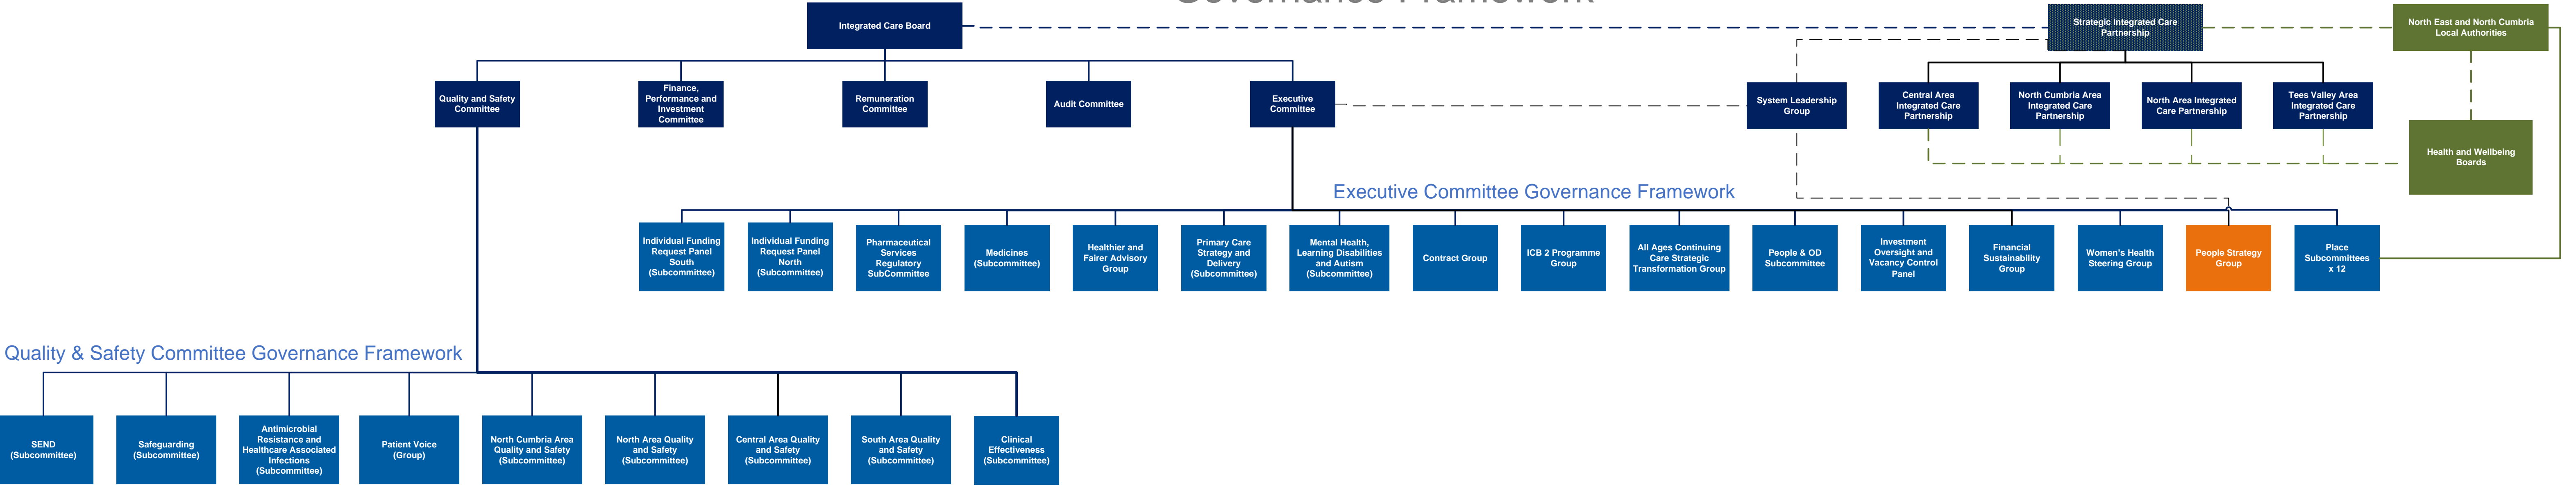 Governance Framework
Integrated Care Board
Strategic Integrated Care
Partnership
North East and North Cumbria
Local Authorities
Quality and Safety
Committee
Finance,
Performance and
Investment
Committee
Remuneration
Committee
Audit Committee
Executive
Committee
System Leadership
Group
Central Area
Integrated Care
Partnership
North Cumbria Area
Integrated Care
Partnership
North Area Integrated
Care Partnership
Tees Valley Area
Integrated Care
Partnership
Health and Wellbeing
Boards
Executive Committee Governance Framework
Individual Funding
Request Panel
South
(Subcommittee)
Individual Funding
Request Panel
North
(Subcommittee)
Pharmaceutical
Services
Regulatory
SubCommittee
Medicines
(Subcommittee)
Healthier and
Fairer Advisory
Group
Primary Care
Strategy and
Delivery
(Subcommittee)
Mental Health,
Learning Disabilities
and Autism
(Subcommittee)
Contract Group
ICB 2 Programme
Group
All Ages Continuing
Care Strategic
Transformation Group
People & OD
Subcommittee
Investment
Oversight and
Vacancy Control
Panel
Financial
Sustainability
Group
Women's Health
Steering Group
People Strategy
Group
Place
Subcommittees
x 12
Quality & Safety Committee Governance Framework
SEND
(Subcommittee)
Safeguarding
(Subcommittee)
Antimicrobial
Resistance and
Healthcare Associated
Infections
(Subcommittee)
Patient Voice
(Group)
North Cumbria Area
Quality and Safety
(Subcommittee)
North Area Quality
and Safety
(Subcommittee)
Central Area Quality
and Safety
(Subcommittee)
South Area Quality
and Safety
(Subcommittee)
Clinical
Effectiveness
(Subcommittee)